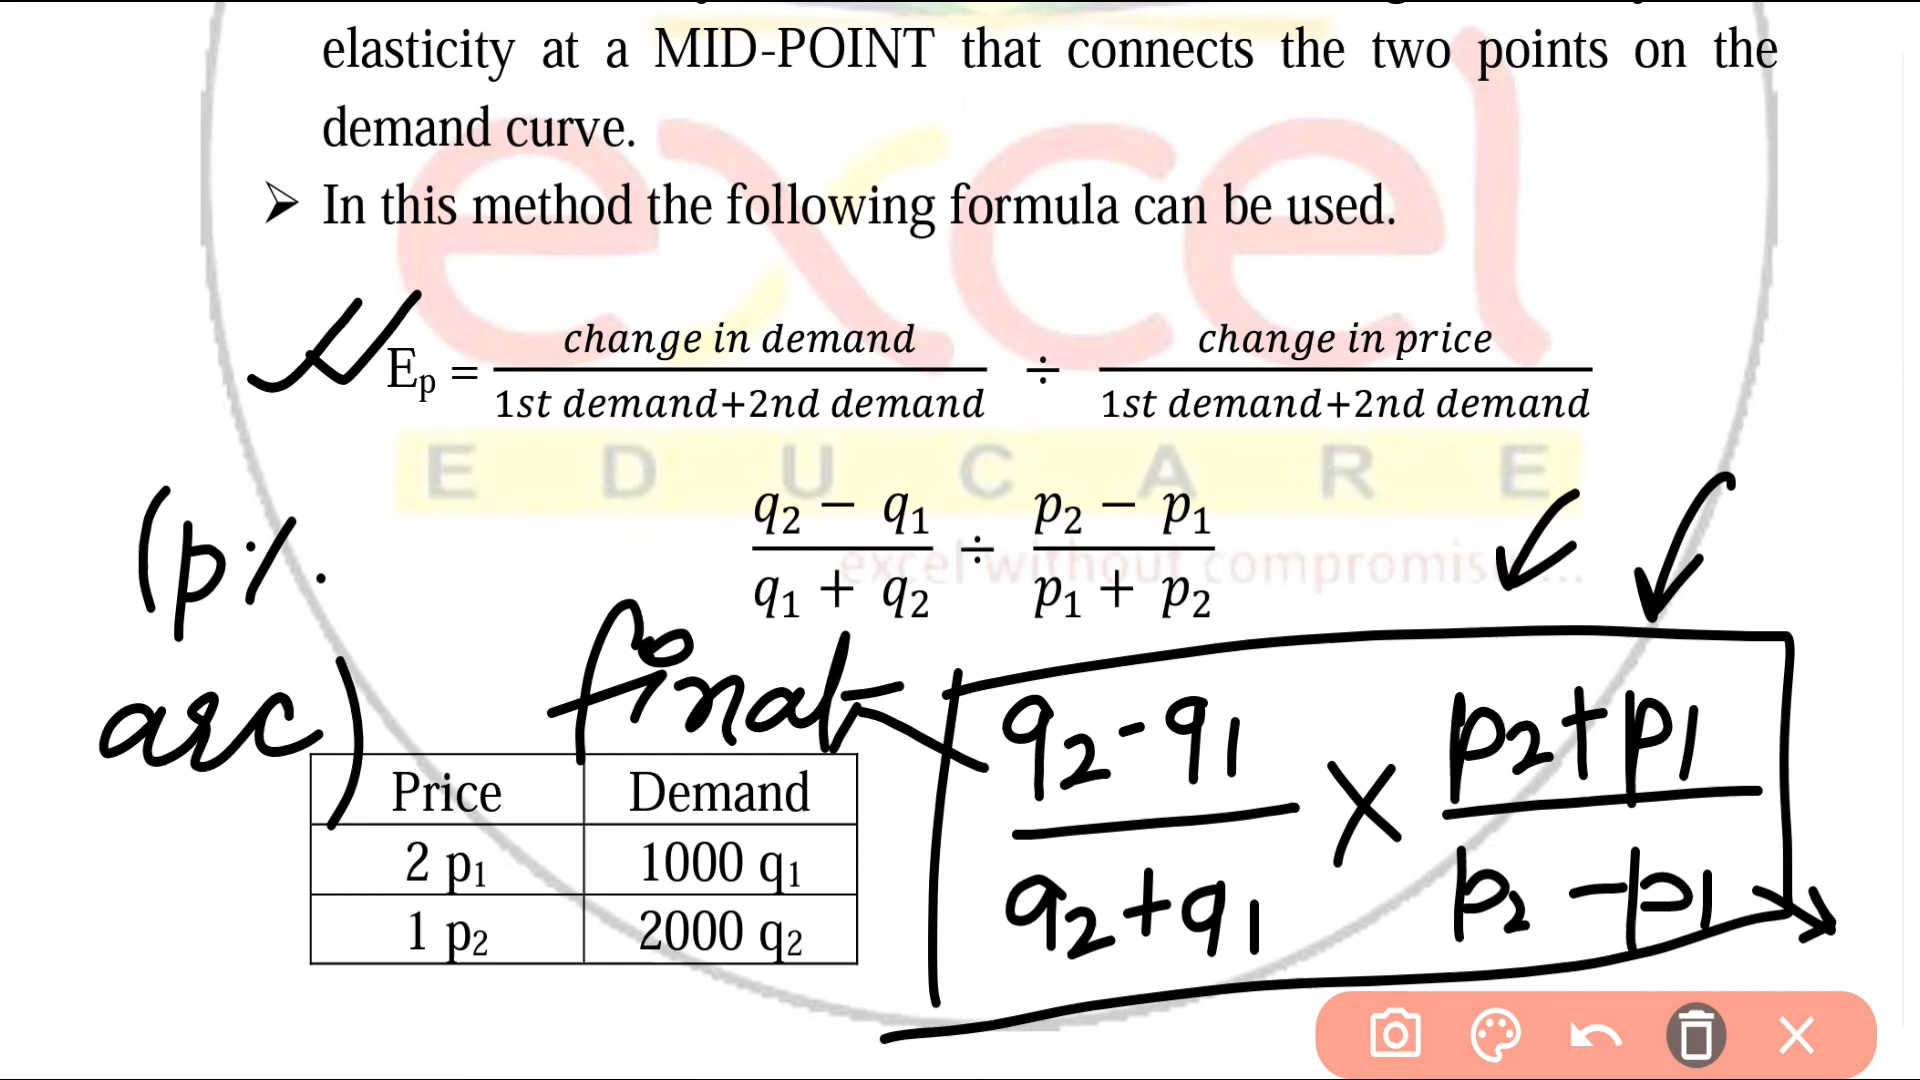 elasticity at a MID-POINT that connects the two points on the
demand curve.
➢ In this method the following formula can be used.
excel
Eₚ = change in demand / 1st demand+2nd demand ÷ change in price / 1st demand+2nd demand
E D U C A R E
q₂ − q₁ / q₁ + q₂ ÷ p₂ − p₁ / p₁ + p₂
excel without compromis...
(p%.
arc)
final
q₂-q₁ / q₂+q₁ × p₂+p₁ / p₂-p₁
Price Demand
2 p₁ 1000 q₁
1 p₂ 2000 q₂